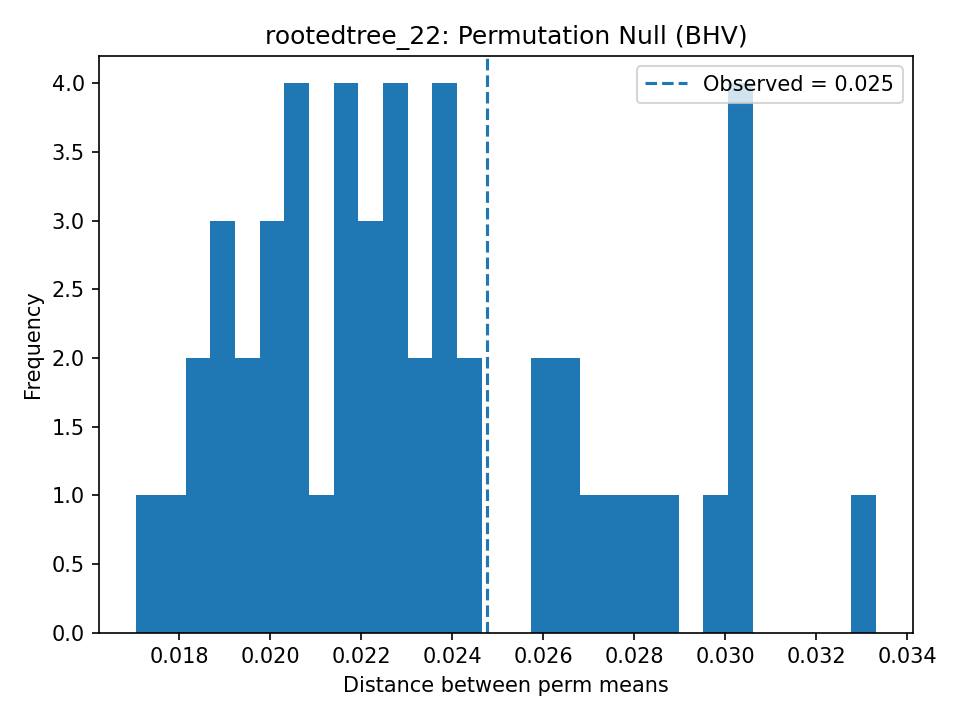 rootedtree_22: Permutation Null (BHV)
Observed = 0.025
Frequency
4.0
3.5
3.0
2.5
2.0
1.5
1.0
0.5
0.0
0.018 0.020 0.022 0.024 0.026 0.028 0.030 0.032 0.034
Distance between perm means